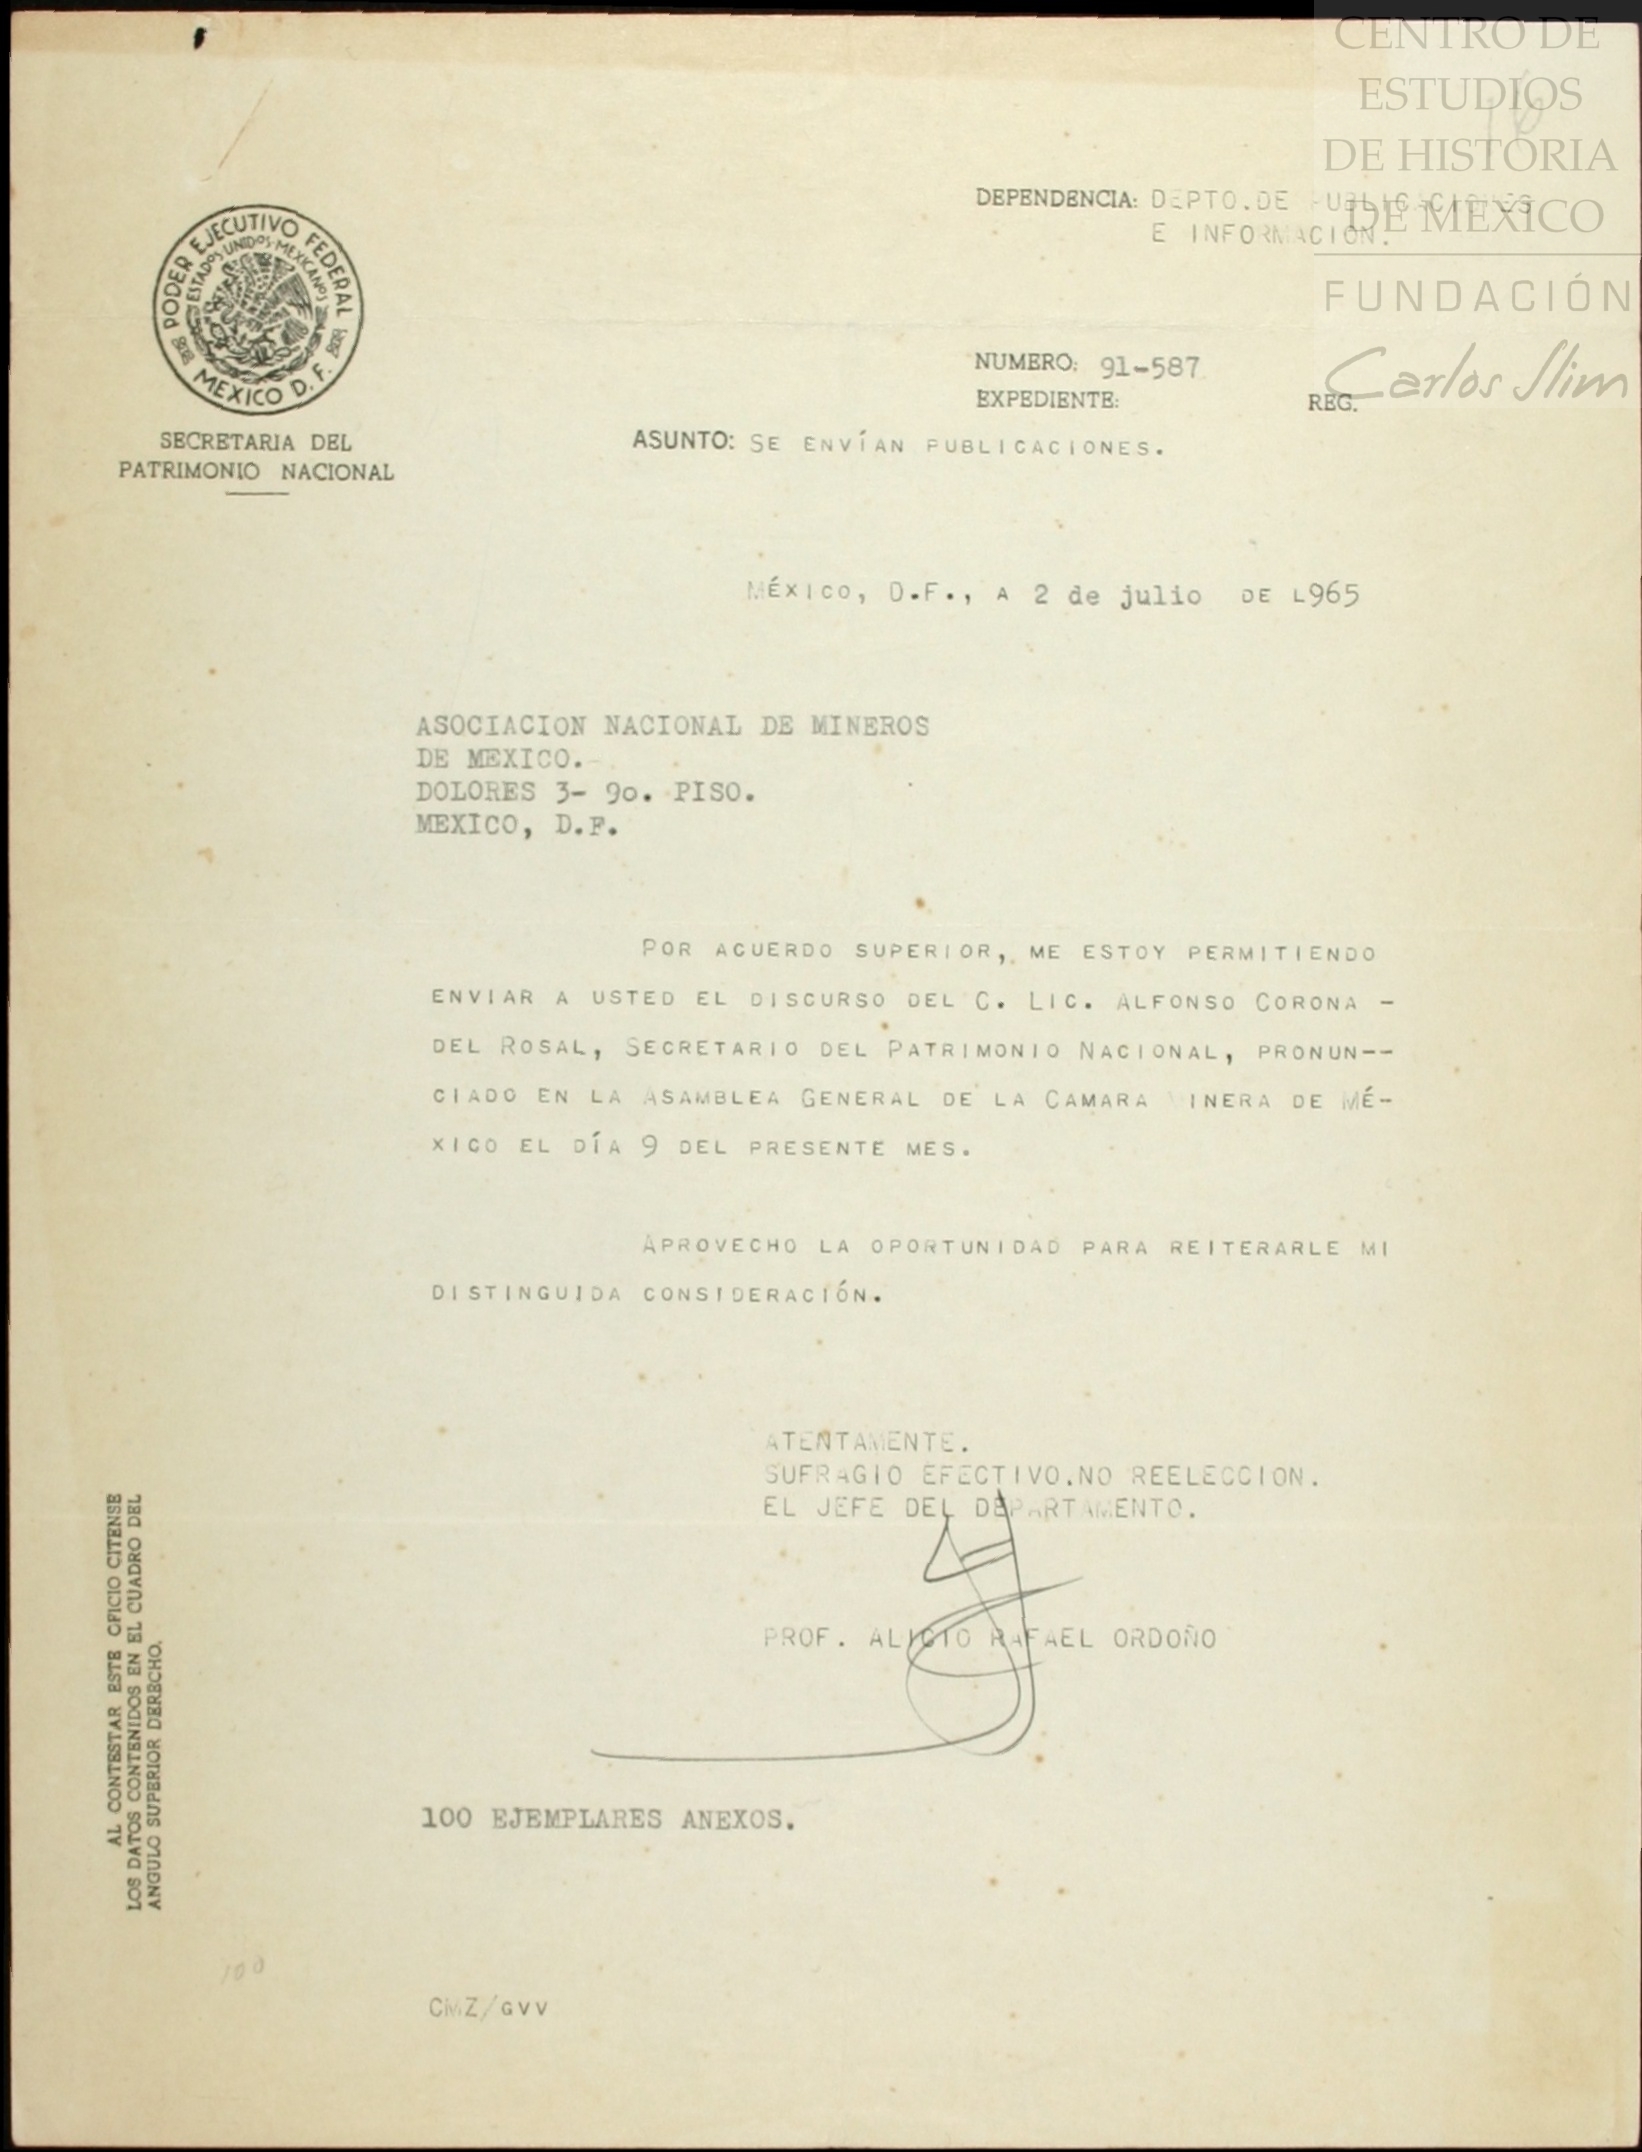 CENTRO DE
ESTUDIOS
DE HISTORIA
DE MEXICO
FUNDACIÓN
Carlos Slim
16
DEPENDENCIA: DEPTO.DE PUBLICACIONES
E INFORMACION.
PODER EJECUTIVO FEDERAL
ESTADOS UNIDOS MEXICANOS
MEXICO D. F.
SECRETARIA DEL
PATRIMONIO NACIONAL
NUMERO: 91-587
EXPEDIENTE: REG.
ASUNTO: SE ENVÍAN PUBLICACIONES.
MÉXICO, D.F., A 2 de julio DE L965
ASOCIACION NACIONAL DE MINEROS
DE MEXICO.-
DOLORES 3- 9o. PISO.
MEXICO, D.F.
POR ACUERDO SUPERIOR, ME ESTOY PERMITIENDO
ENVIAR A USTED EL DISCURSO DEL C. LIC. ALFONSO CORONA -
DEL ROSAL, SECRETARIO DEL PATRIMONIO NACIONAL, PRONUN--
CIADO EN LA ASAMBLEA GENERAL DE LA CAMARA MINERA DE MÉ-
XICO EL DÍA 9 DEL PRESENTE MES.
APROVECHO LA OPORTUNIDAD PARA REITERARLE MI
DISTINGUIDA CONSIDERACIÓN.
ATENTAMENTE.
SUFRAGIO EFECTIVO.NO REELECCION.
EL JEFE DEL DEPARTAMENTO.
PROF. ALICIO RAFAEL ORDOÑO
100 EJEMPLARES ANEXOS.
AL CONTESTAR ESTE OFICIO CITENSE
LOS DATOS CONTENIDOS EN EL CUADRO DEL
ANGULO SUPERIOR DERECHO.
100
CMZ/GVV